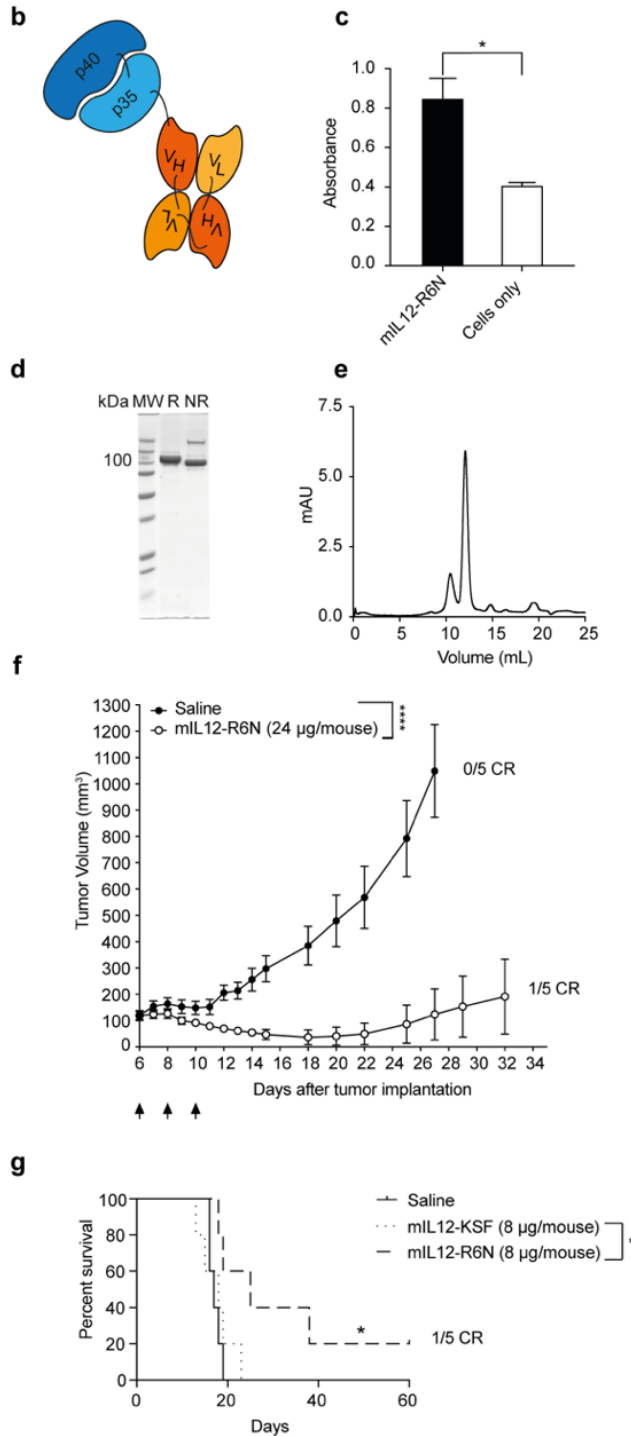 b
p40
p35
VH
VL
VL
VH
c
*
Absorbance
1.0
0.8
0.6
0.4
0.2
0.0
mIL12-R6N
Cells only
d
kDa MW R NR
100
e
mAU
7.5
5.0
2.5
0.0
0 5 10 15 20 25
Volume (mL)
f
Tumor Volume (mm³)
1300
1200
1100
1000
900
800
700
600
500
400
300
200
100
0
Saline
mIL12-R6N (24 µg/mouse)
****
0/5 CR
1/5 CR
6 8 10 12 14 16 18 20 22 24 26 28 30 32 34
Days after tumor implantation
g
Percent survival
100
80
60
40
20
0
0 20 40 60
Days
Saline
mIL12-KSF (8 µg/mouse)
mIL12-R6N (8 µg/mouse)
*
1/5 CR